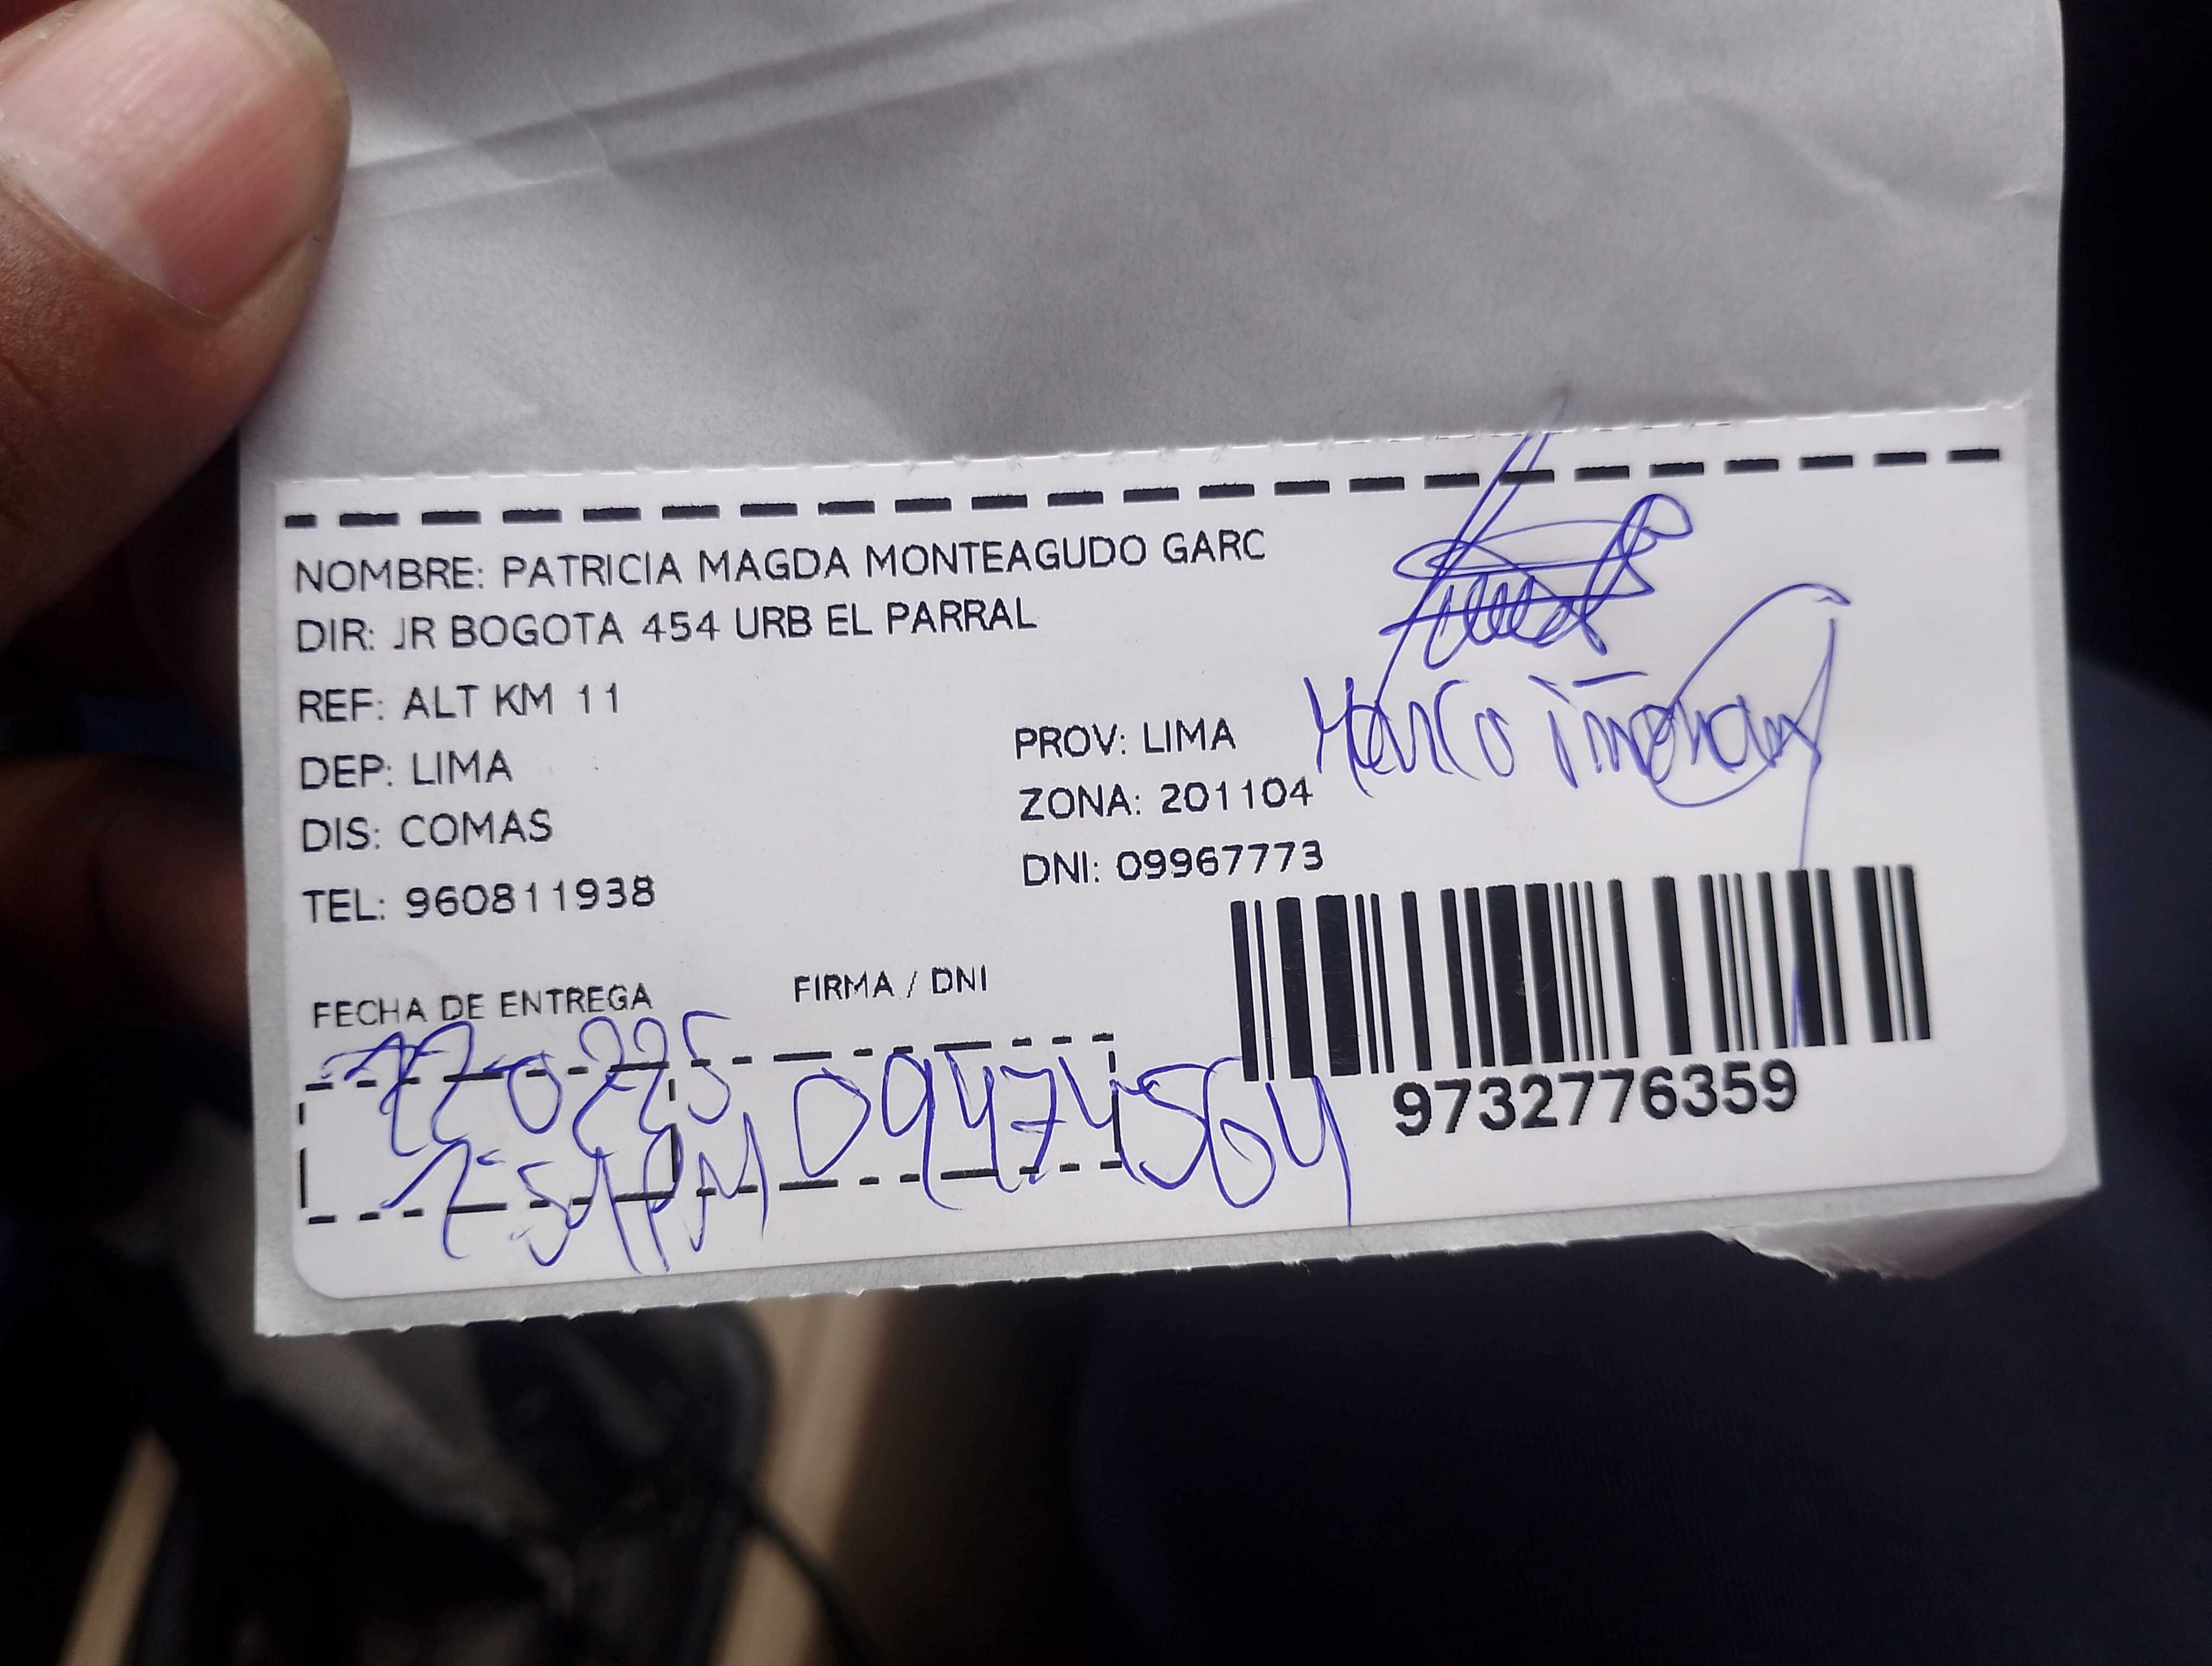 NOMBRE: PATRICIA MAGDA MONTEAGUDO GARC
DIR: JR BOGOTA 454 URB EL PARRAL
REF: ALT KM 11
DEP: LIMA
PROV: LIMA
DIS: COMAS
ZONA: 201104
TEL: 960811938
DNI: 09967773
Marco
FECHA DE ENTREGA
FIRMA / DNI
09474564
9732776359